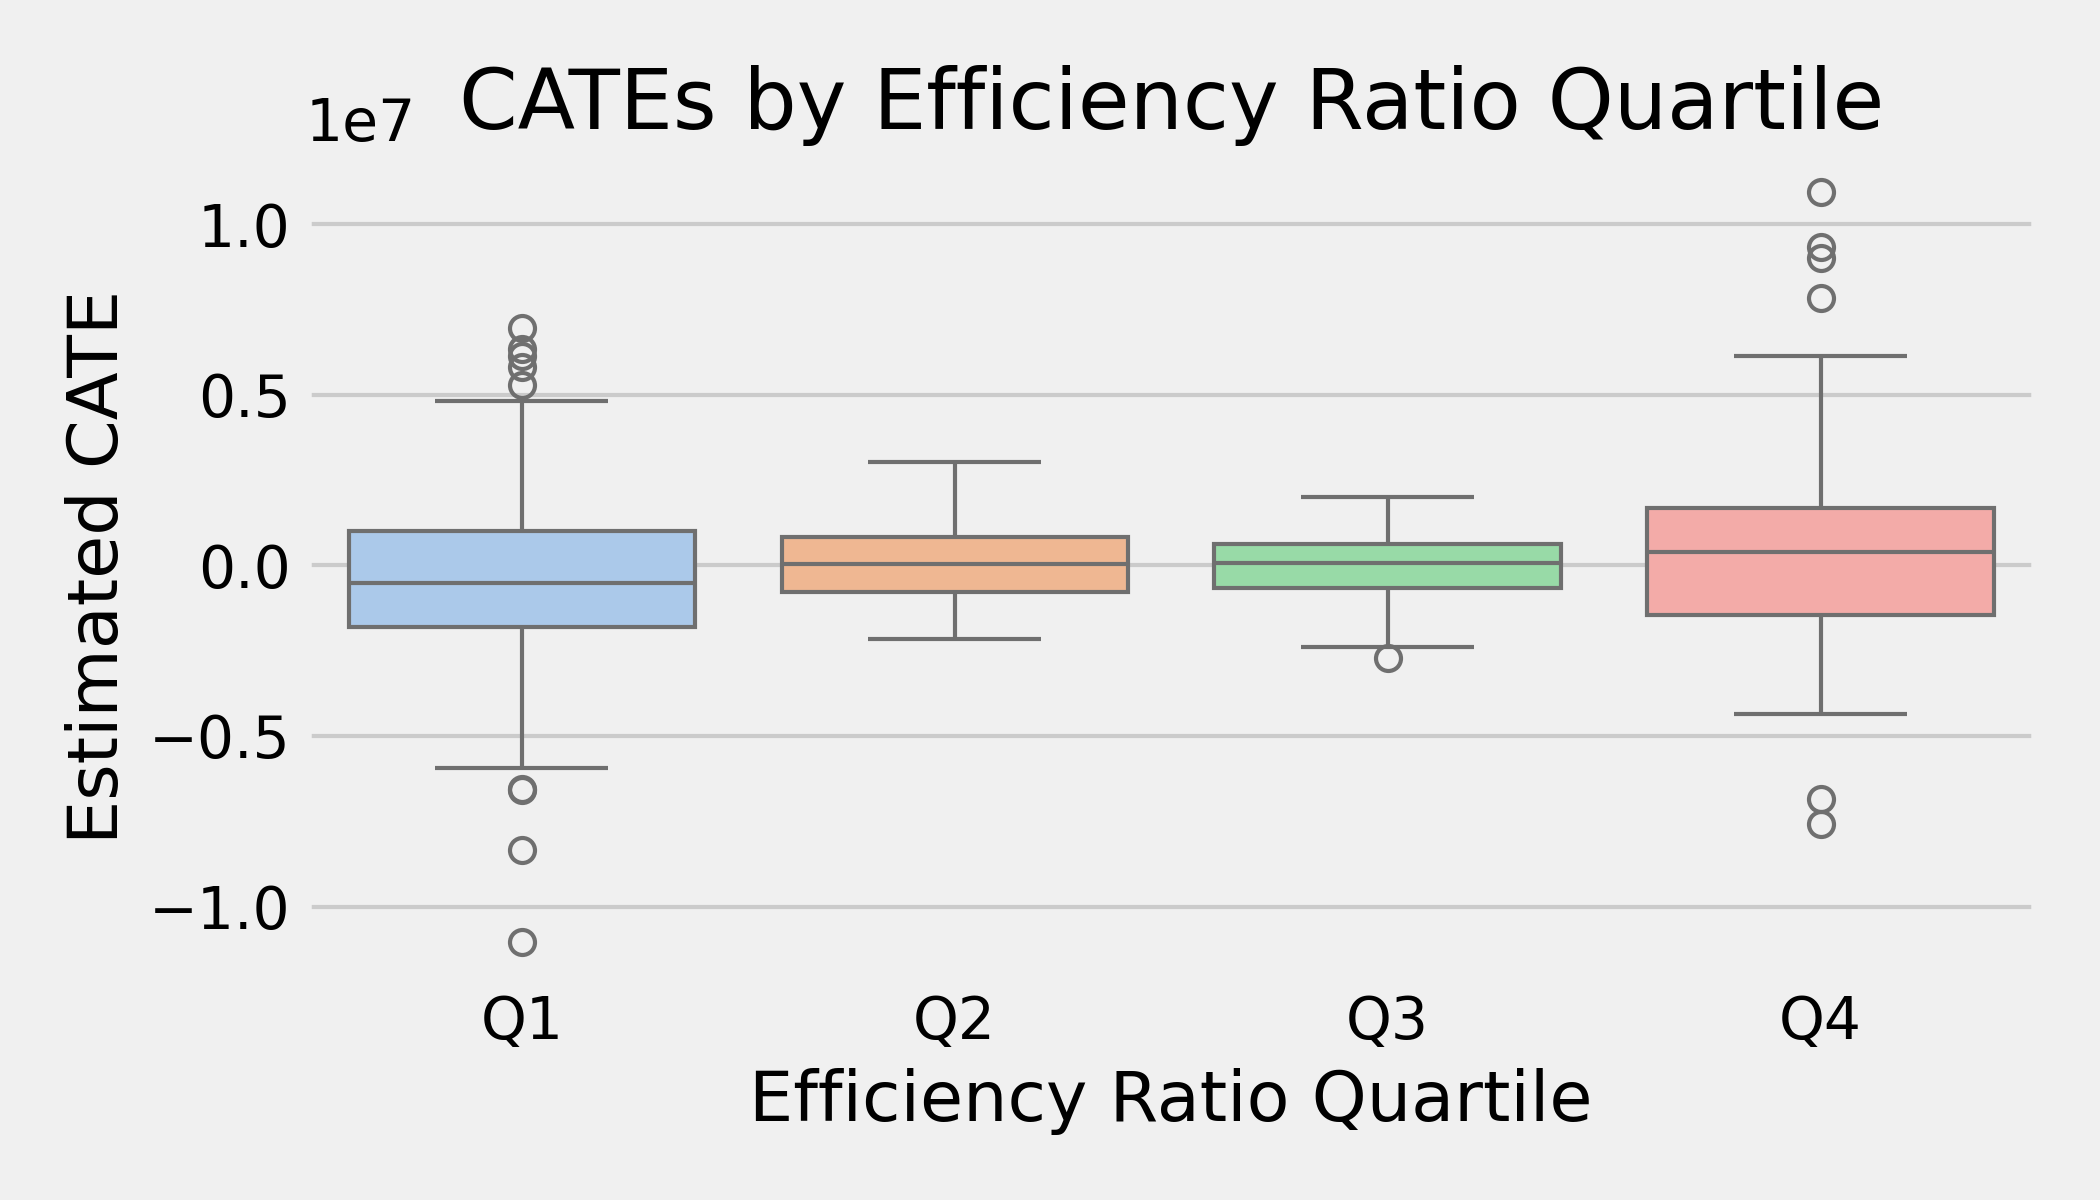 CATEs by Efficiency Ratio Quartile
1e7
1.0
0.5
0.0
−0.5
−1.0
Estimated CATE
Q1 Q2 Q3 Q4
Efficiency Ratio Quartile